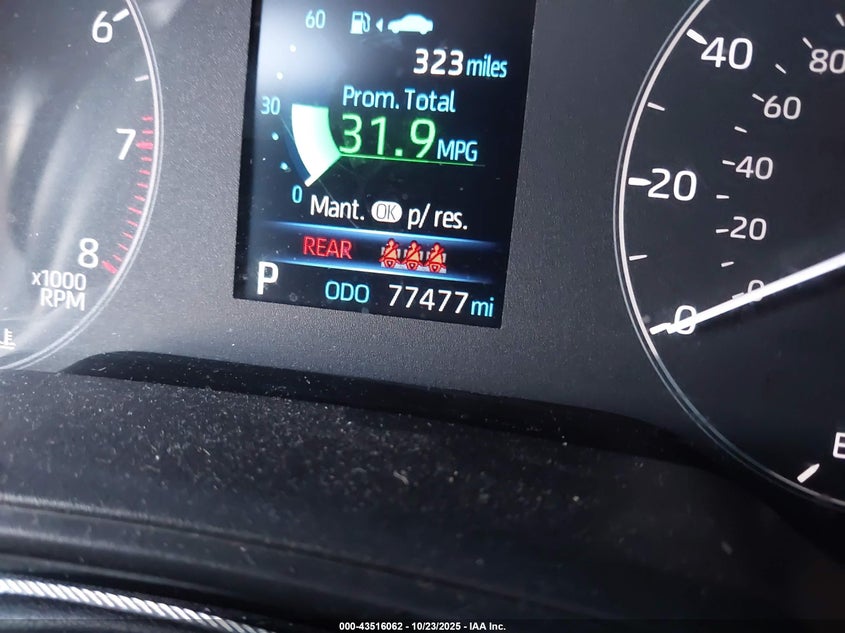 6
7
8
x1000
RPM
60
323 miles
Prom. Total
30
31.9 MPG
0
Mant. OK p/ res.
REAR
P
ODO 77477 mi
40
80
60
20
40
20
0
0
E
000-43516062 - 10/23/2025 - IAA Inc.